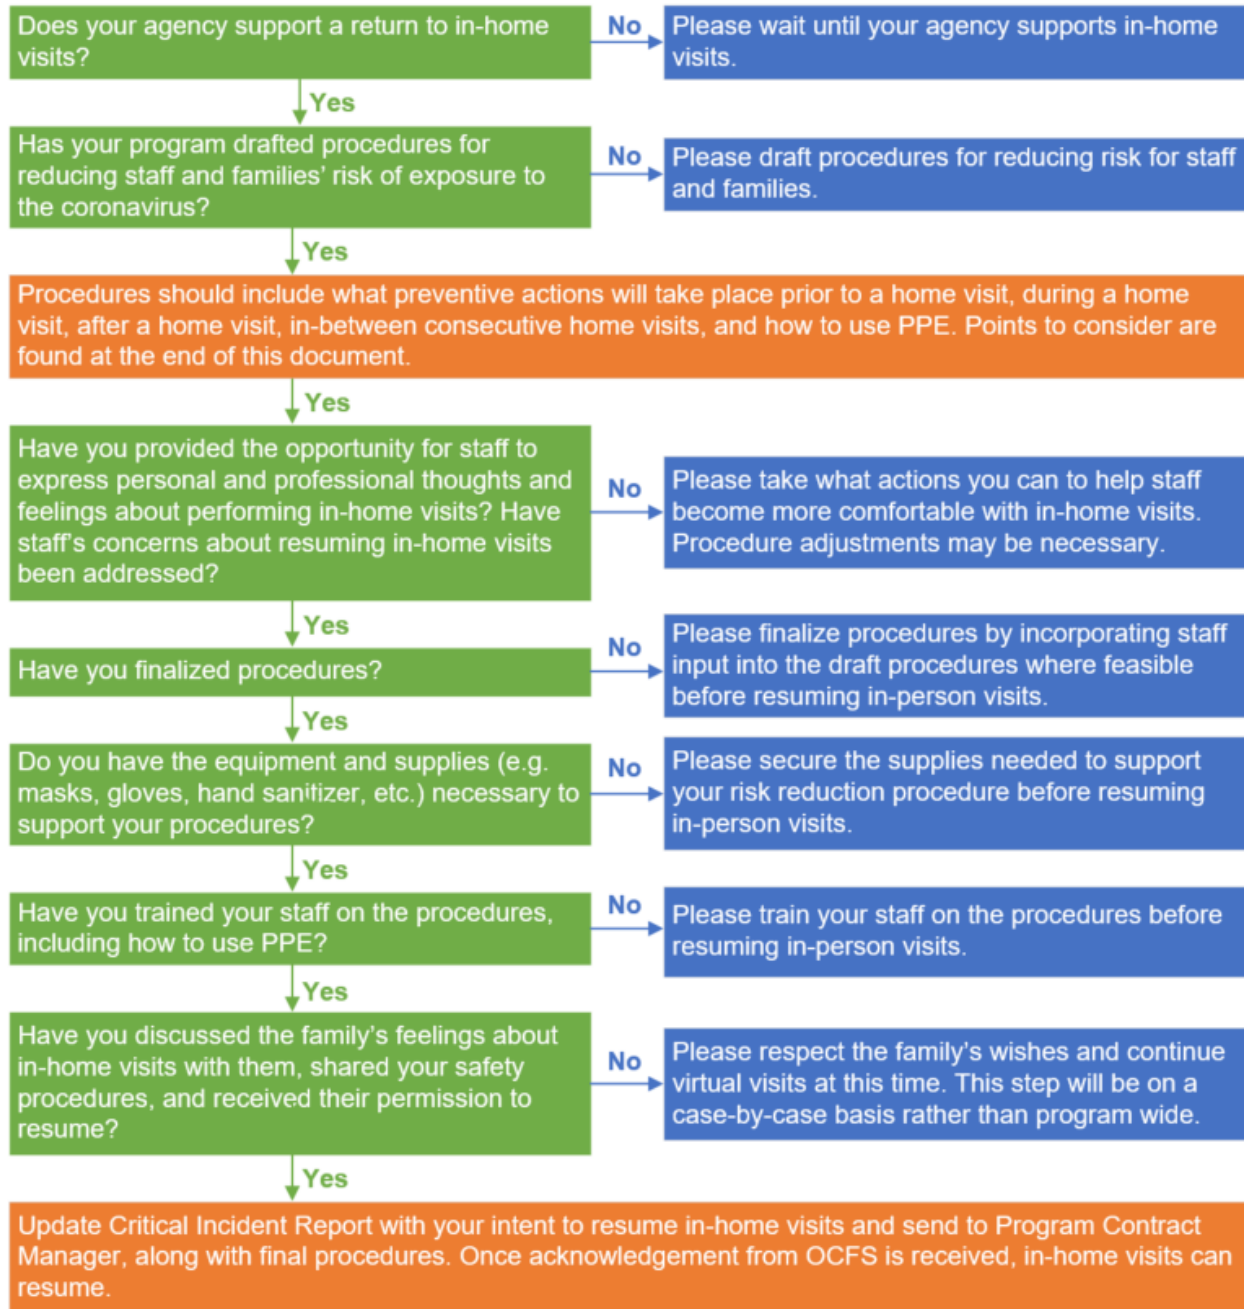 Does your agency support a return to in-home
visits?
No
Please wait until your agency supports in-home
visits.
Yes
Has your program drafted procedures for
reducing staff and families' risk of exposure to
the coronavirus?
No
Please draft procedures for reducing risk for staff
and families.
Yes
Procedures should include what preventive actions will take place prior to a home visit, during a home
visit, after a home visit, in-between consecutive home visits, and how to use PPE. Points to consider are
found at the end of this document.
Yes
Have you provided the opportunity for staff to
express personal and professional thoughts and
feelings about performing in-home visits? Have
staff's concerns about resuming in-home visits
been addressed?
No
Please take what actions you can to help staff
become more comfortable with in-home visits.
Procedure adjustments may be necessary.
Yes
Have you finalized procedures?
No
Please finalize procedures by incorporating staff
input into the draft procedures where feasible
before resuming in-person visits.
Yes
Do you have the equipment and supplies (e.g.
masks, gloves, hand sanitizer, etc.) necessary to
support your procedures?
No
Please secure the supplies needed to support
your risk reduction procedure before resuming
in-person visits.
Yes
Have you trained your staff on the procedures,
including how to use PPE?
No
Please train your staff on the procedures before
resuming in-person visits.
Yes
Have you discussed the family's feelings about
in-home visits with them, shared your safety
procedures, and received their permission to
resume?
No
Please respect the family's wishes and continue
virtual visits at this time. This step will be on a
case-by-case basis rather than program wide.
Yes
Update Critical Incident Report with your intent to resume in-home visits and send to Program Contract
Manager, along with final procedures. Once acknowledgement from OCFS is received, in-home visits can
resume.